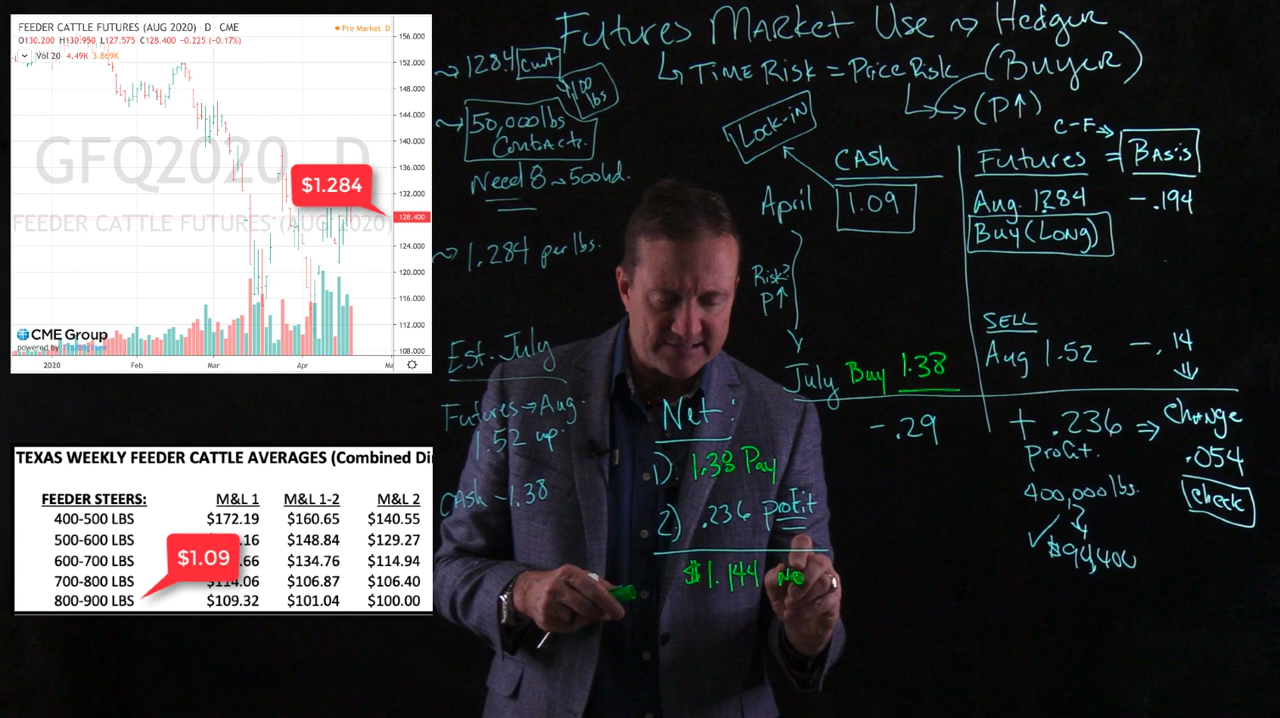 FEEDER CATTLE FUTURES (AUG 2020) · D · CME
Pre Market D
O130.200 H130.950 L127.575 C128.400 −0.225 (−0.17%)
Vol 20 4.49K 3.869K
GFQ2020, D
FEEDER CATTLE FUTURES (AUG 2020)
$1.284
156.000
148.000
144.000
140.000
136.000
132.000
128.400
124.000
120.000
116.000
112.000
108.000
CME Group
powered by TradingView
2020 Feb Mar Apr
TEXAS WEEKLY FEEDER CATTLE AVERAGES (Combined Di
FEEDER STEERS: M&L 1 M&L 1-2 M&L 2
400-500 LBS $172.19 $160.65 $140.55
500-600 LBS .16 $148.84 $129.27
600-700 LBS .66 $134.76 $114.94
700-800 LBS $114.06 $106.87 $106.40
800-900 LBS $109.32 $101.04 $100.00
$1.09
Futures Market Use → Hedger
↳ Time Risk = Price Risk (Buyer)
(P↑)
→ 128.4/cwt
100 lbs
→ 50,000 lbs
Contract.
Need 8 → 500hd.
→ 1.284 per lbs.
Est. July
Futures → Aug.
1.52 up.
Cash → 1.38
Lock-in
Cash
April 1.09
Risk?
P↑
July Buy 1.38
-.29
C-F →
Futures = Basis
Aug. 1.284 -.194
Buy (Long)
SELL
Aug 1.52 -.14
+ .236 ⇒ Change
profit. .054
400,000 lbs. check
✓ $94,400
Net:
1). 1.38 Pay
2) .236 profit
$1.144